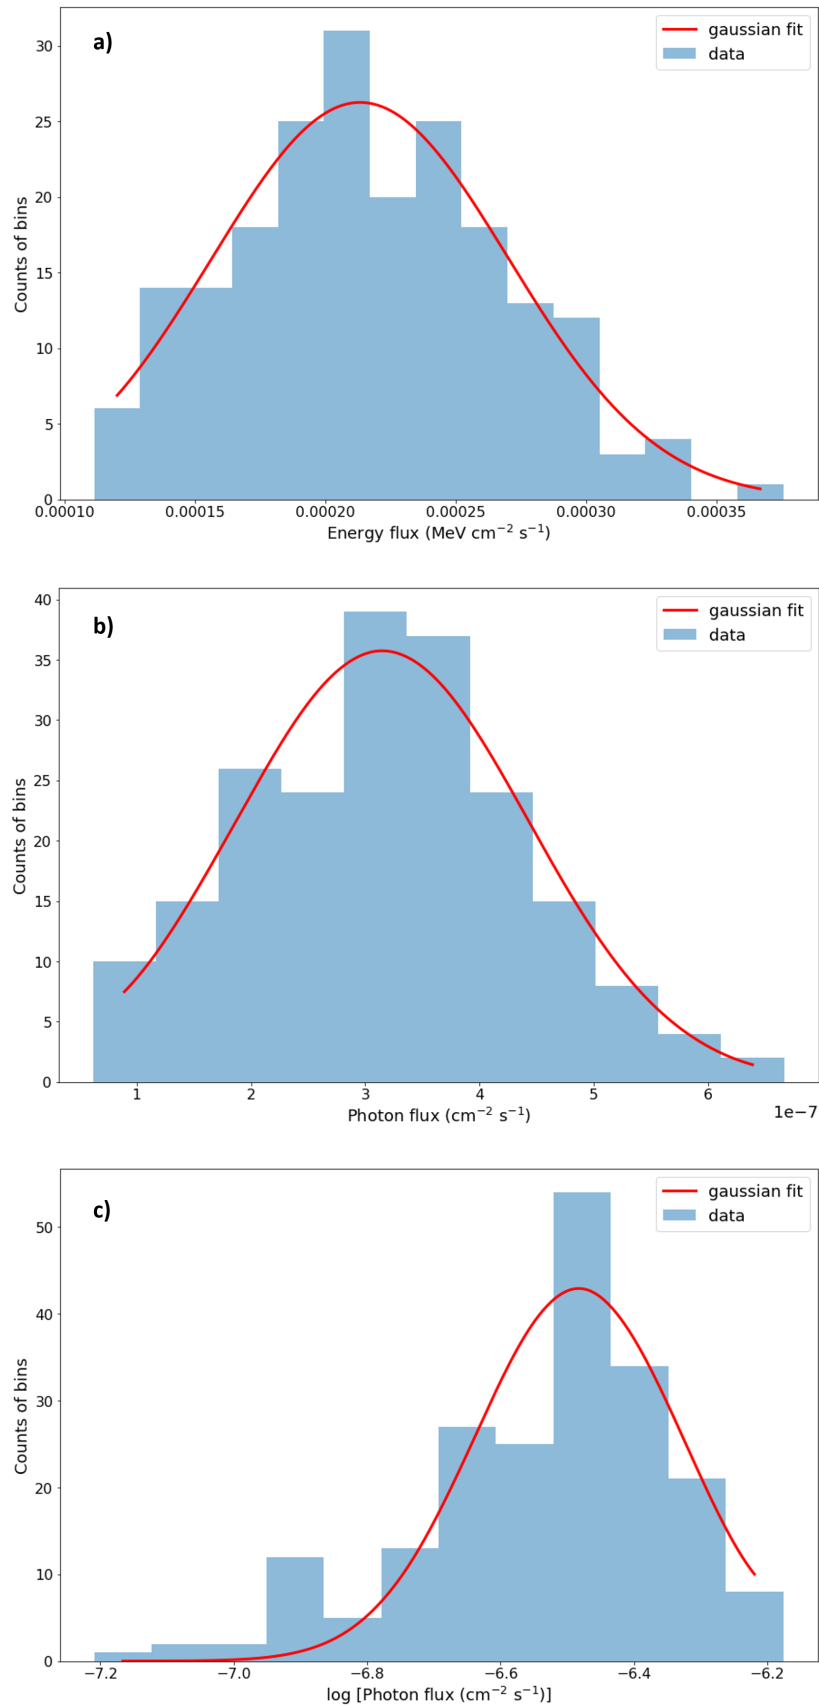 a)
gaussian fit
data
30
25
20
15
10
5
0
Counts of bins
0.00010 0.00015 0.00020 0.00025 0.00030 0.00035
Energy flux (MeV cm⁻² s⁻¹)
b)
gaussian fit
data
40
35
30
25
20
15
10
5
0
Counts of bins
1 2 3 4 5 6
1e−7
Photon flux (cm⁻² s⁻¹)
c)
gaussian fit
data
50
40
30
20
10
0
Counts of bins
−7.2 −7.0 −6.8 −6.6 −6.4 −6.2
log [Photon flux (cm⁻² s⁻¹)]